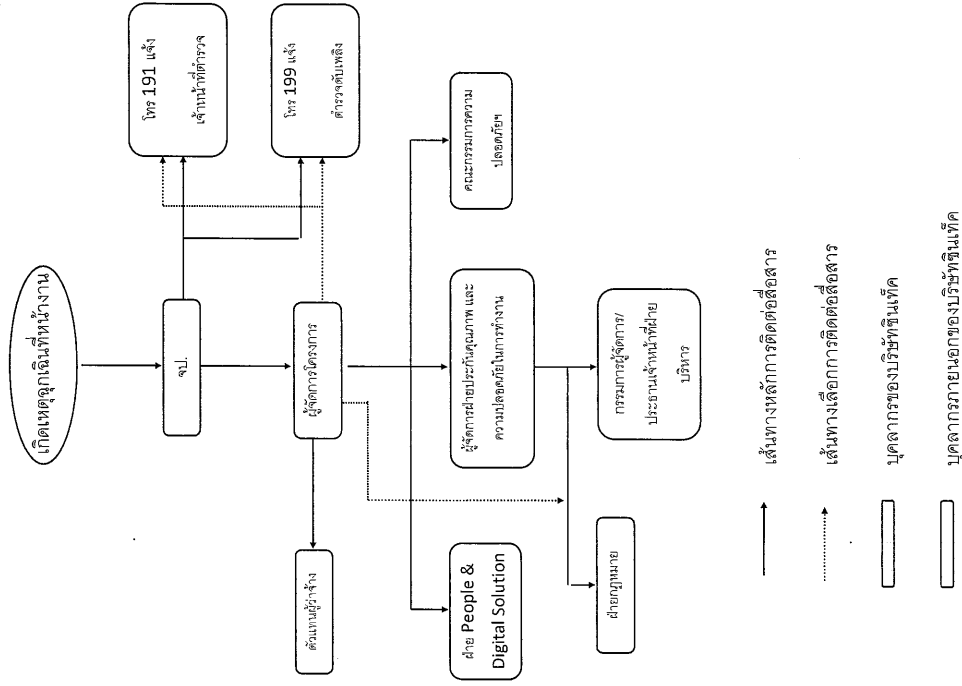 เกิดเหตุฉุกเฉินที่หน้างาน
จป.
โทร 191 แจ้ง
เจ้าหน้าที่ตำรวจ
โทร 199 แจ้ง
ตำรวจดับเพลิง
ผู้จัดการโครงการ
ตัวแทนผู้ว่าจ้าง
ฝ่าย People &
Digital Solution
ผู้จัดการฝ่ายประกันคุณภาพและ
ความปลอดภัยในการทำงาน
คณะกรรมการความ
ปลอดภัยฯ
ฝ่ายกฎหมาย
กรรมการผู้จัดการ/
ประธานเจ้าหน้าที่ฝ่าย
บริหาร
เส้นทางหลักการติดต่อสื่อสาร
เส้นทางเลือกการติดต่อสื่อสาร
บุคลากรของบริษัทซินเท็ค
บุคลากรภายนอกของบริษัทซินเท็ค